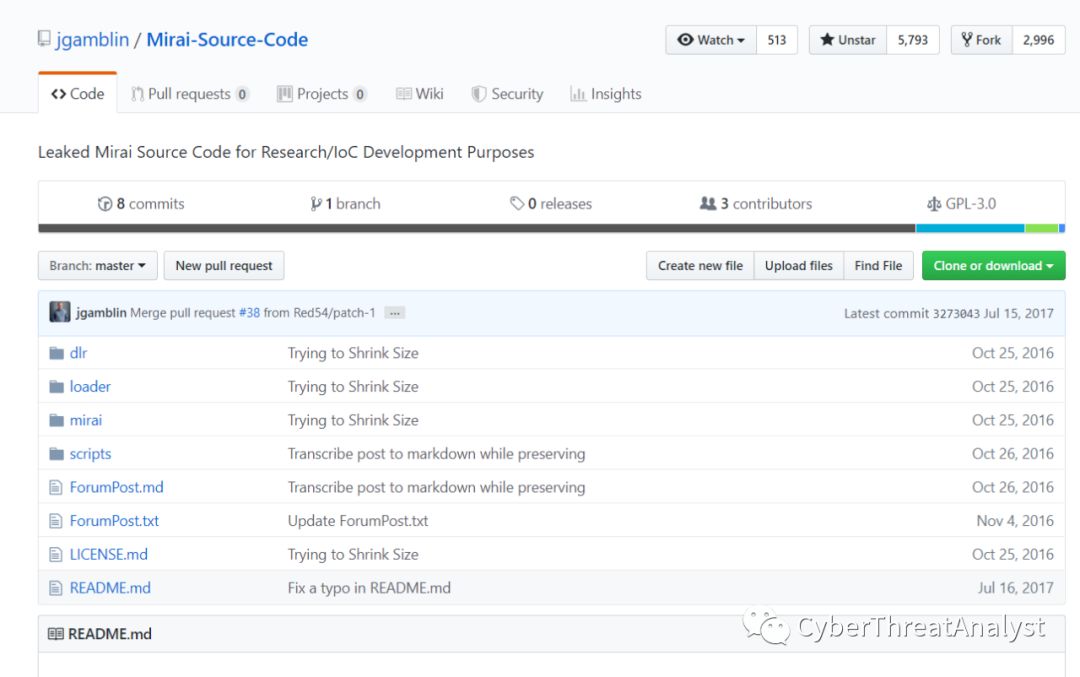 jgamblin / Mirai-Source-Code
Watch 513 Unstar 5,793 Fork 2,996
Code Pull requests 0 Projects 0 Wiki Security Insights
Leaked Mirai Source Code for Research/IoC Development Purposes
8 commits 1 branch 0 releases 3 contributors GPL-3.0
Branch: master New pull request Create new file Upload files Find File Clone or download
jgamblin Merge pull request #38 from Red54/patch-1 ... Latest commit 3273043 Jul 15, 2017
dlr Trying to Shrink Size Oct 25, 2016
loader Trying to Shrink Size Oct 25, 2016
mirai Trying to Shrink Size Oct 25, 2016
scripts Transcribe post to markdown while preserving Oct 26, 2016
ForumPost.md Transcribe post to markdown while preserving Oct 26, 2016
ForumPost.txt Update ForumPost.txt Nov 4, 2016
LICENSE.md Trying to Shrink Size Oct 25, 2016
README.md Fix a typo in README.md Jul 16, 2017
README.md
CyberThreatAnalyst